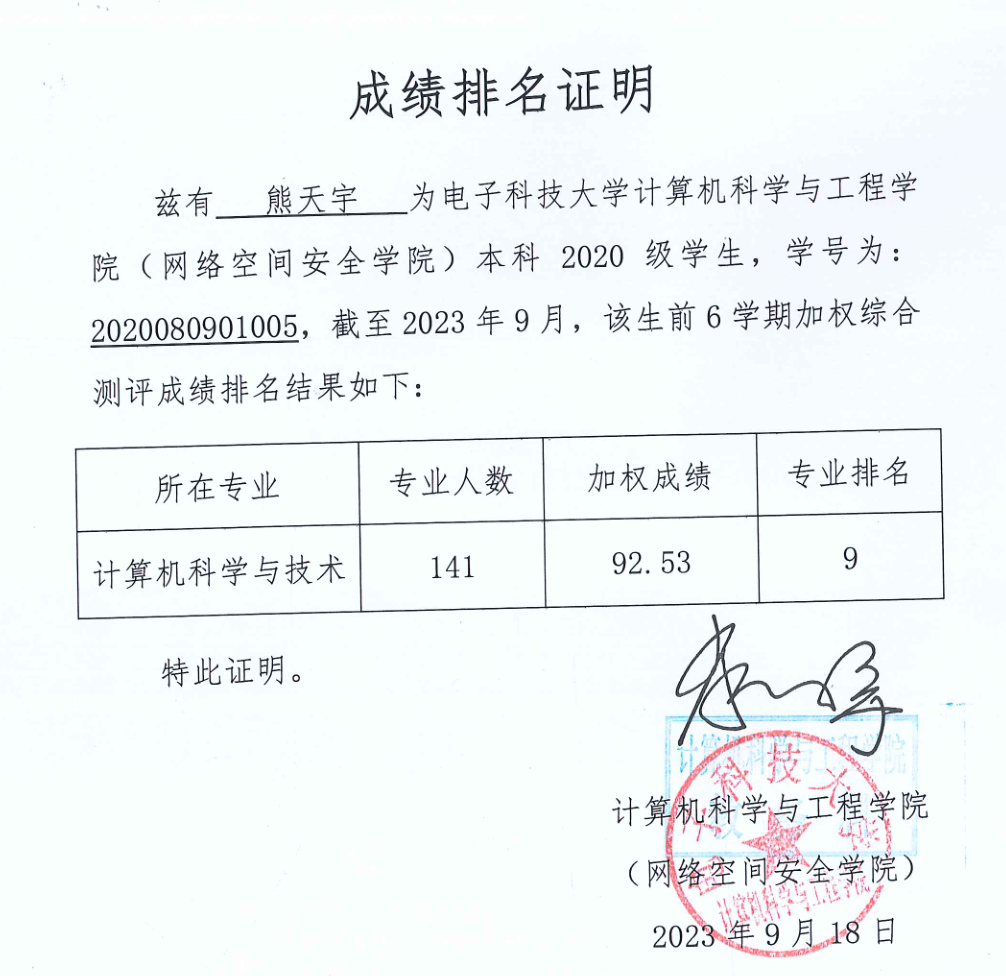 成绩排名证明
兹有 熊天宇 为电子科技大学计算机科学与工程学
院（网络空间安全学院）本科 2020 级学生，学号为：
2020080901005，截至 2023 年 9 月，该生前 6 学期加权综合
测评成绩排名结果如下：
所在专业 专业人数 加权成绩 专业排名
计算机科学与技术 141 92.53 9
特此证明。
计算机科学与工程学院
电子科技大学
计算机科学与工程学院
（网络空间安全学院）
计算机科学与工程学院
2023 年 9 月 18 日